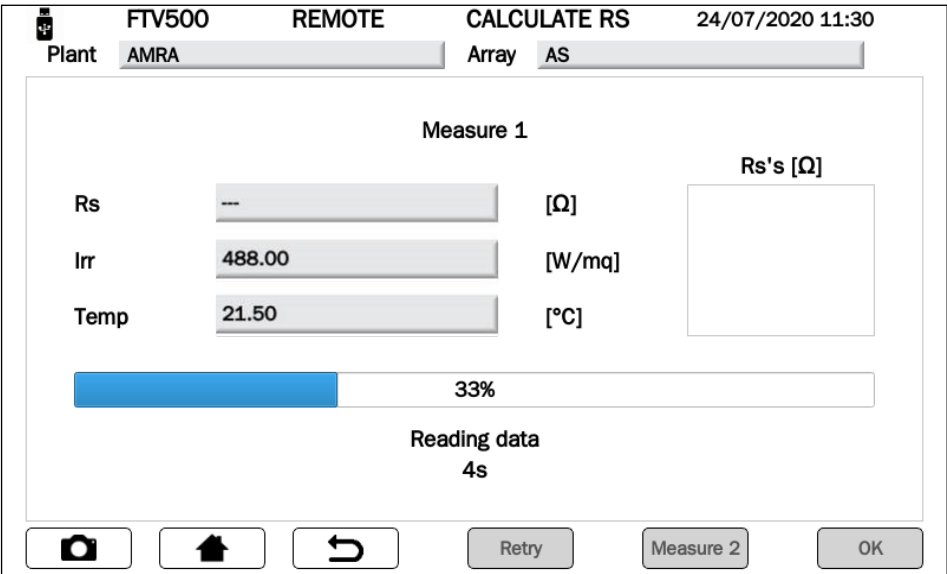 FTV500 REMOTE CALCULATE RS 24/07/2020 11:30
Plant AMRA Array AS
Measure 1
Rs's [Ω]
Rs --- [Ω]
Irr 488.00 [W/mq]
Temp 21.50 [°C]
33%
Reading data
4s
Retry Measure 2 OK